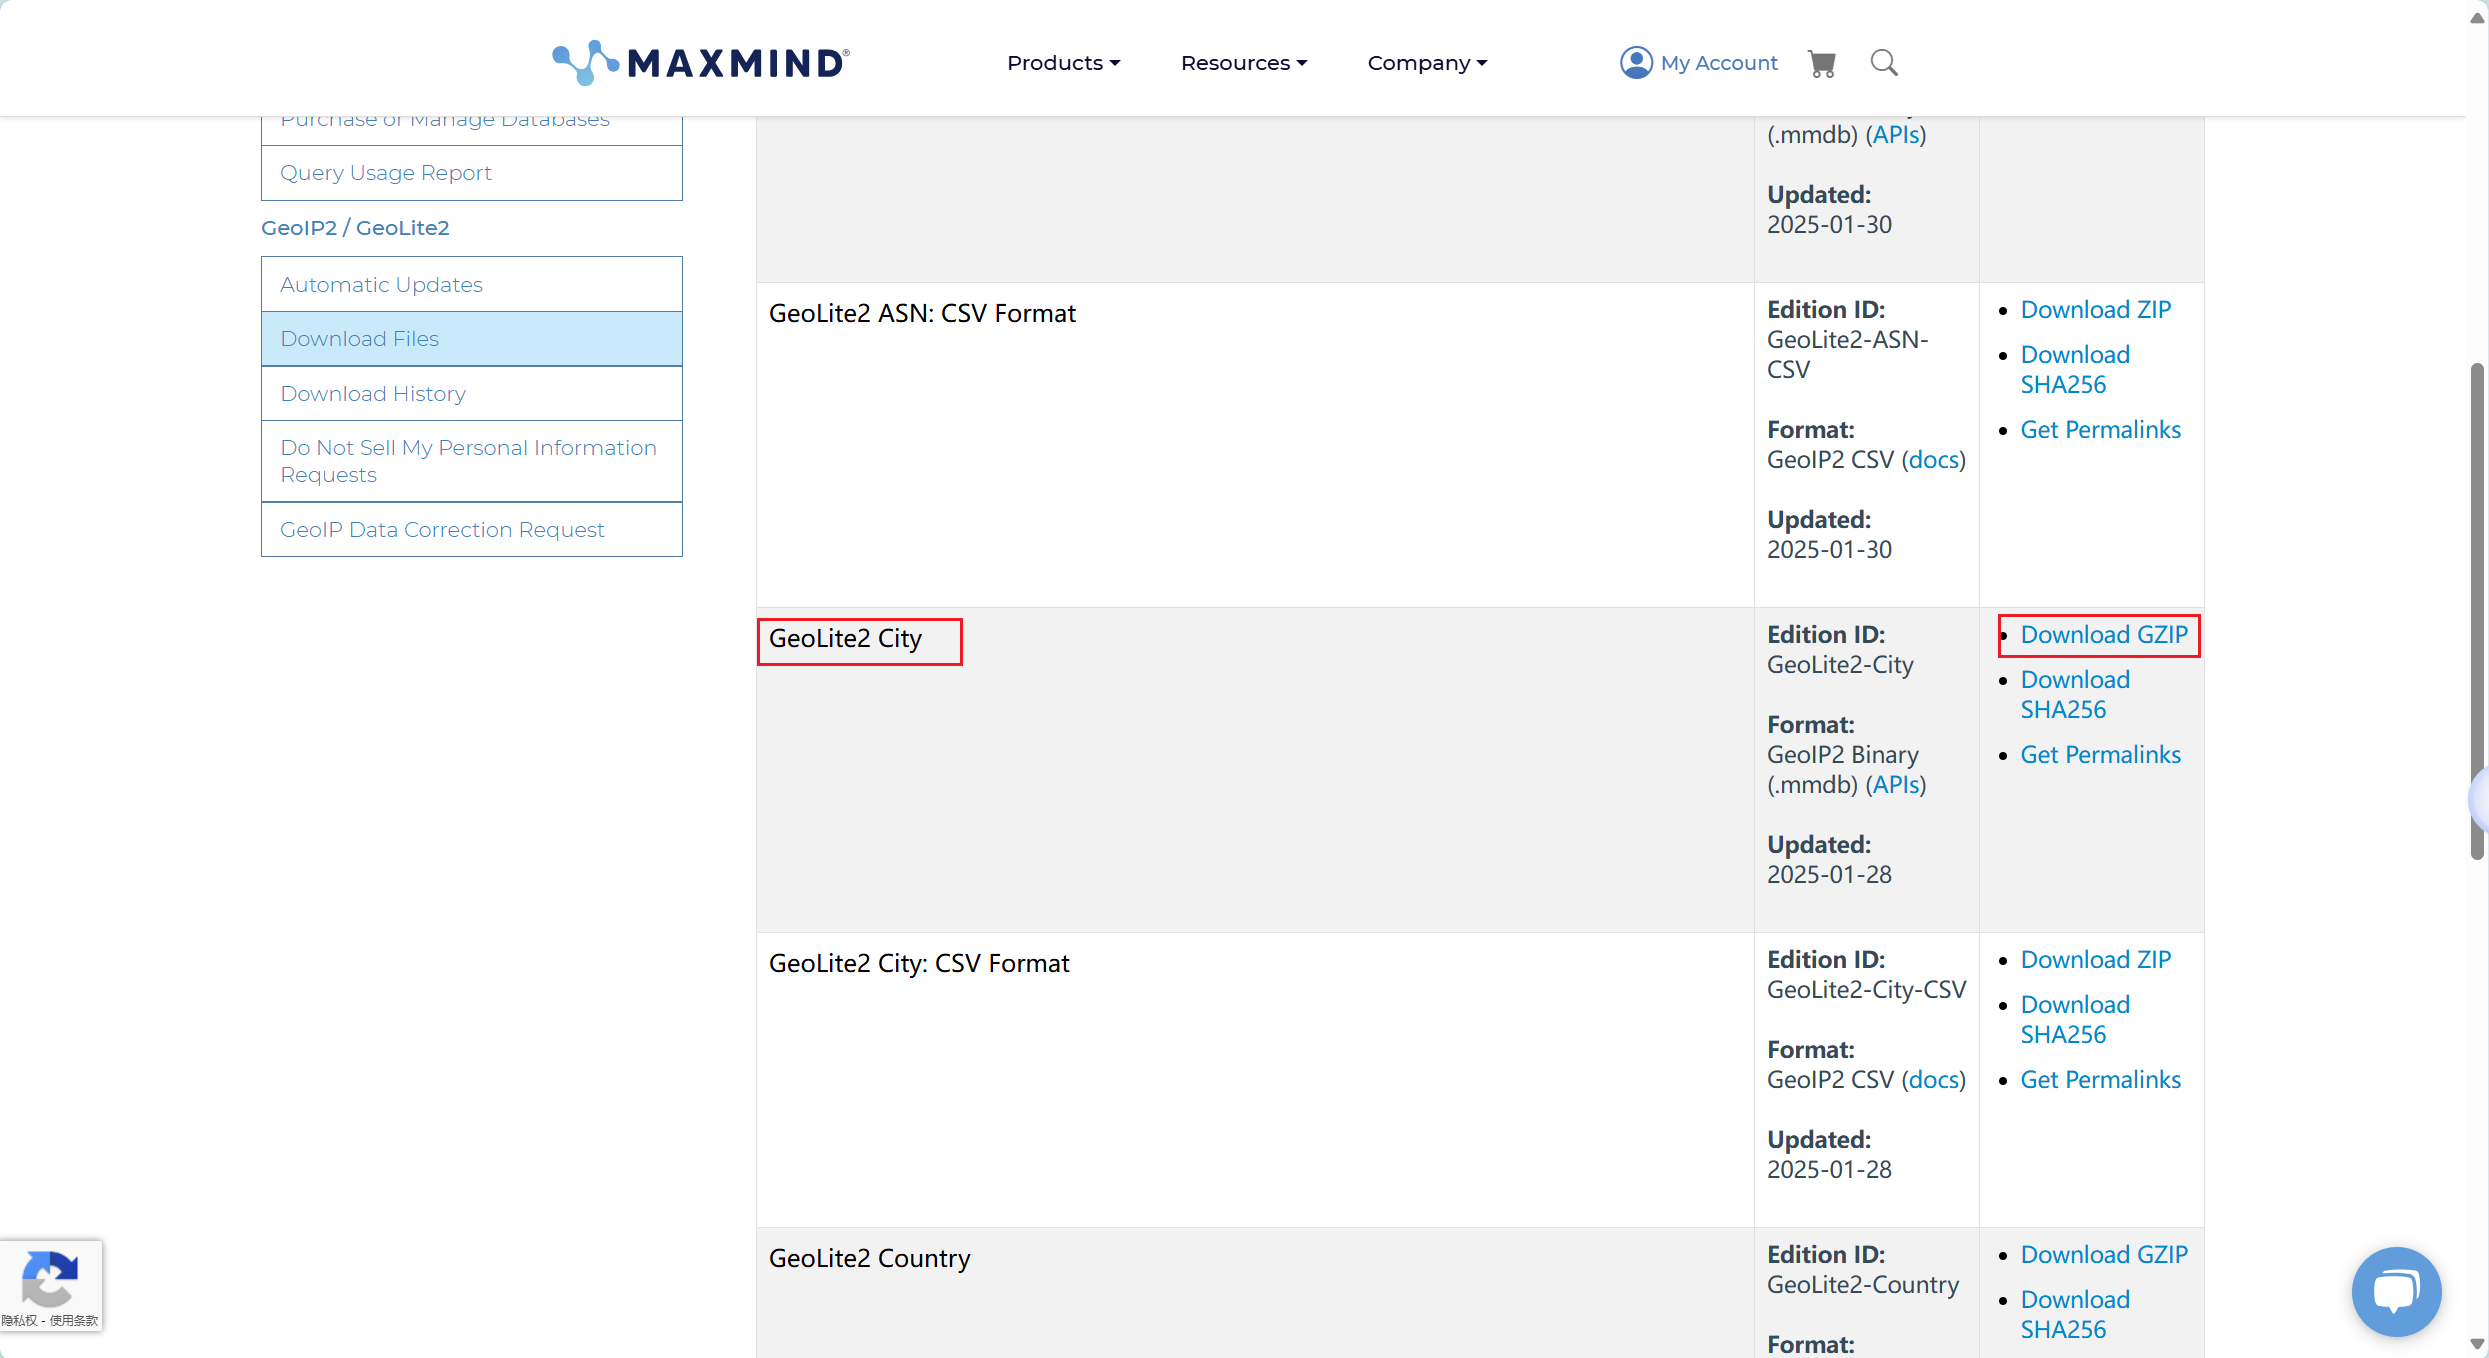 MAXMIND®
Products
Resources
Company
My Account
Purchase or Manage Databases
Query Usage Report
GeoIP2 / GeoLite2
Automatic Updates
Download Files
Download History
Do Not Sell My Personal Information
Requests
GeoIP Data Correction Request
(.mmdb) (APIs)
Updated:
2025-01-30
GeoLite2 ASN: CSV Format
Edition ID:
GeoLite2-ASN-
CSV
Format:
GeoIP2 CSV (docs)
Updated:
2025-01-30
Download ZIP
Download
SHA256
Get Permalinks
GeoLite2 City
Edition ID:
GeoLite2-City
Format:
GeoIP2 Binary
(.mmdb) (APIs)
Updated:
2025-01-28
Download GZIP
Download
SHA256
Get Permalinks
GeoLite2 City: CSV Format
Edition ID:
GeoLite2-City-CSV
Format:
GeoIP2 CSV (docs)
Updated:
2025-01-28
Download ZIP
Download
SHA256
Get Permalinks
GeoLite2 Country
Edition ID:
GeoLite2-Country
Format:
Download GZIP
Download
SHA256
隐私权 - 使用条款